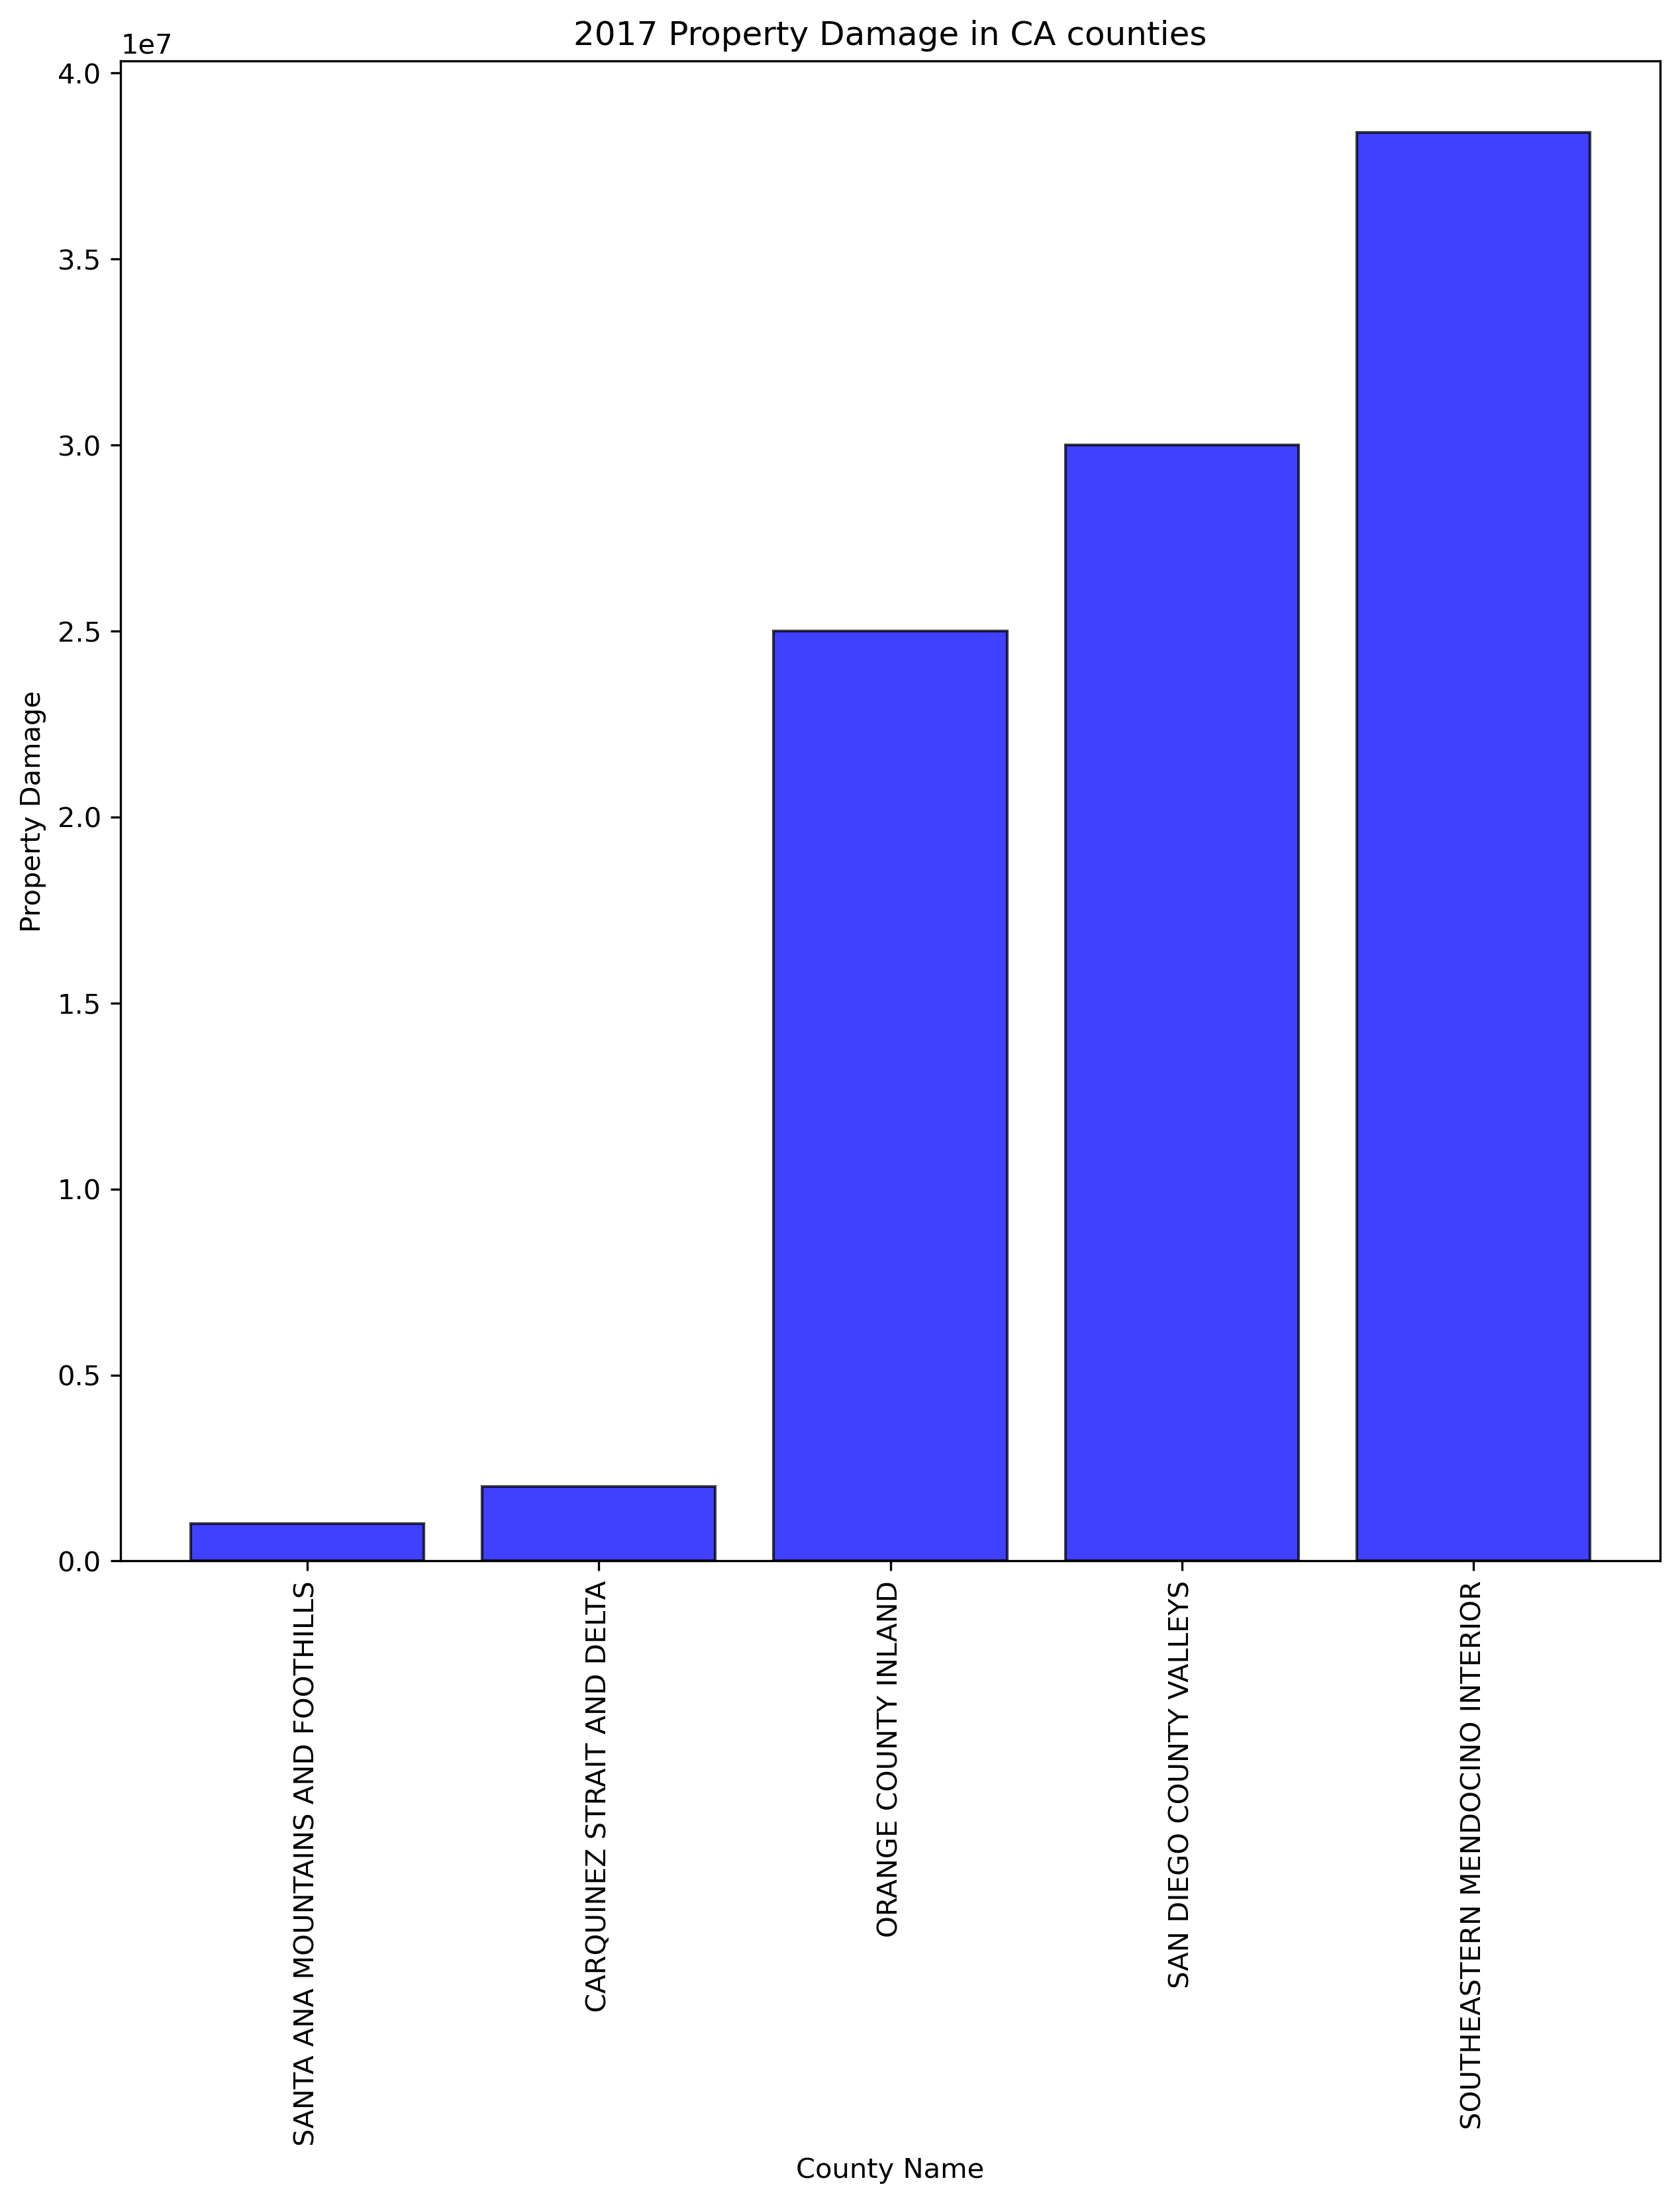 2017 Property Damage in CA counties
1e7
4.0
3.5
3.0
2.5
2.0
1.5
1.0
0.5
0.0
Property Damage
SANTA ANA MOUNTAINS AND FOOTHILLS
CARQUINEZ STRAIT AND DELTA
ORANGE COUNTY INLAND
SAN DIEGO COUNTY VALLEYS
SOUTHEASTERN MENDOCINO INTERIOR
County Name